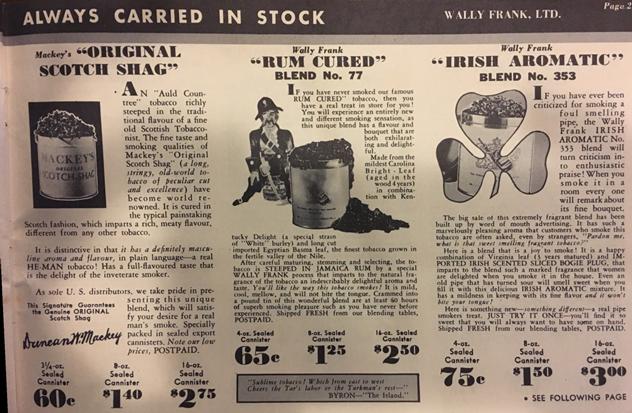 ALWAYS CARRIED IN STOCK
WALLY FRANK, LTD.
Page 2
Mackey's "ORIGINAL
SCOTCH SHAG"
MACKEY'S
ORIGINAL
SCOTCH-SHAG
AN "Auld Coun-
tree" tobacco richly
steeped in the tradi-
tional flavour of a fine
old Scottish Tobacco-
nist. The fine taste and
smoking qualities of
Mackey's "Original
Scotch Shag" (a long,
stringy, old-world to-
bacco of peculiar cut
and excellence) have
become world re-
nowned. It is cured in
the typical painstaking
Scotch fashion, which imparts a rich, meaty flavour,
different from any other tobacco.
It is distinctive in that it has a definitely mascu-
line aroma and flavour, in plain language—a real
HE-MAN tobacco! Has a full-flavoured taste that
is the delight of the inveterate smoker.
As sole U. S. distributors, we take pride in pre-
senting this unique
blend, which will satis-
fy your desire for a real
man's smoke. Specially
packed in sealed export
cannisters. Note our low
prices, POSTPAID.
This Signature Guarantees
the Genuine ORIGINAL
Scotch Shag
Duncan McMackey
3½-oz.
Sealed
Cannister
60c
8-oz.
Sealed
Cannister
$1.40
16-oz.
Sealed
Cannister
$2.75
Wally Frank
"RUM CURED"
BLEND No. 77
IF you have never smoked our famous
RUM CURED" tobacco, then you
have a real treat in store for you!
You will experience an entirely new
and different smoking sensation, as
this unique blend has a flavour and
bouquet that are
both exhilarat-
ing and delight-
ful.
Made from the
mildest Carolina
Bright-Leaf
(aged in the
wood 4 years)
in combina-
tion with Ken-
tucky Delight (a special strain
of "White" burley) and long cut
imported Egyptian Basma leaf, the finest tobacco grown in
the fertile valley of the Nile.
After careful maturing, stemming and selecting, the to-
bacco is STEEPED IN JAMAICA RUM by a special
WALLY FRANK process that imparts to the natural fra-
grance of the tobacco an indescribably delightful aroma and
taste. You'll like the way this tobacco smokes! It is mild,
cool, mellow, and will not bite the tongue. Crammed into
a pound tin of this wonderful blend are at least 60 hours
of complete smoking pleasure such as you have never before
experienced. Shipped FRESH from our blending tables,
POSTPAID.
4-oz. Sealed
Cannister
65c
8-oz. Sealed
Cannister
$1.25
16-oz. Sealed
Cannister
$2.50
"Sublime tobacco! Which from east to west
Cheers the Tar's labor or the Turkman's rest—"
BYRON—"The Island."
Wally Frank
"IRISH AROMATIC"
BLEND No. 353
IF you have ever been
criticized for smoking a
foul smelling
pipe, the Wally
Frank IRISH
AROMATIC No.
353 blend will
turn criticism in-
to enthusiastic
praise! When you
smoke it in a
room every one
will remark about
its fine bouquet.
The big sale of this extremely fragrant blend has been
built up by word of mouth advertising. It has such a
marvelously pleasing aroma that customers who smoke this
tobacco are often asked, even by strangers, "Pardon me,
what is that sweet smelling fragrant tobacco?"
Here is a blend that is a joy to smoke! It is a happy
combination of Virginia leaf (5 years matured) and IM-
PORTED IRISH SCENTED SLICED BOGIE PLUG, that
imparts to the blend such a marked fragrance that women
are delighted when you smoke it in the house. Even an
old pipe that has turned sour will smell sweet when you
fill it with this delicious IRISH AROMATIC mixture. It
has a mildness in keeping with its fine flavor and it won't
bite your tongue!
Here is something new—something different—a real pipe
smokers treat. JUST TRY IT ONCE—you'll find it so
sweet that you will always want to have some on hand.
Shipped FRESH from our blending tables, POSTPAID.
4-oz.
Sealed
Cannister
75c
8-oz.
Sealed
Cannister
$1.50
16-oz.
Sealed
Cannister
$3.00
• SEE FOLLOWING PAGE